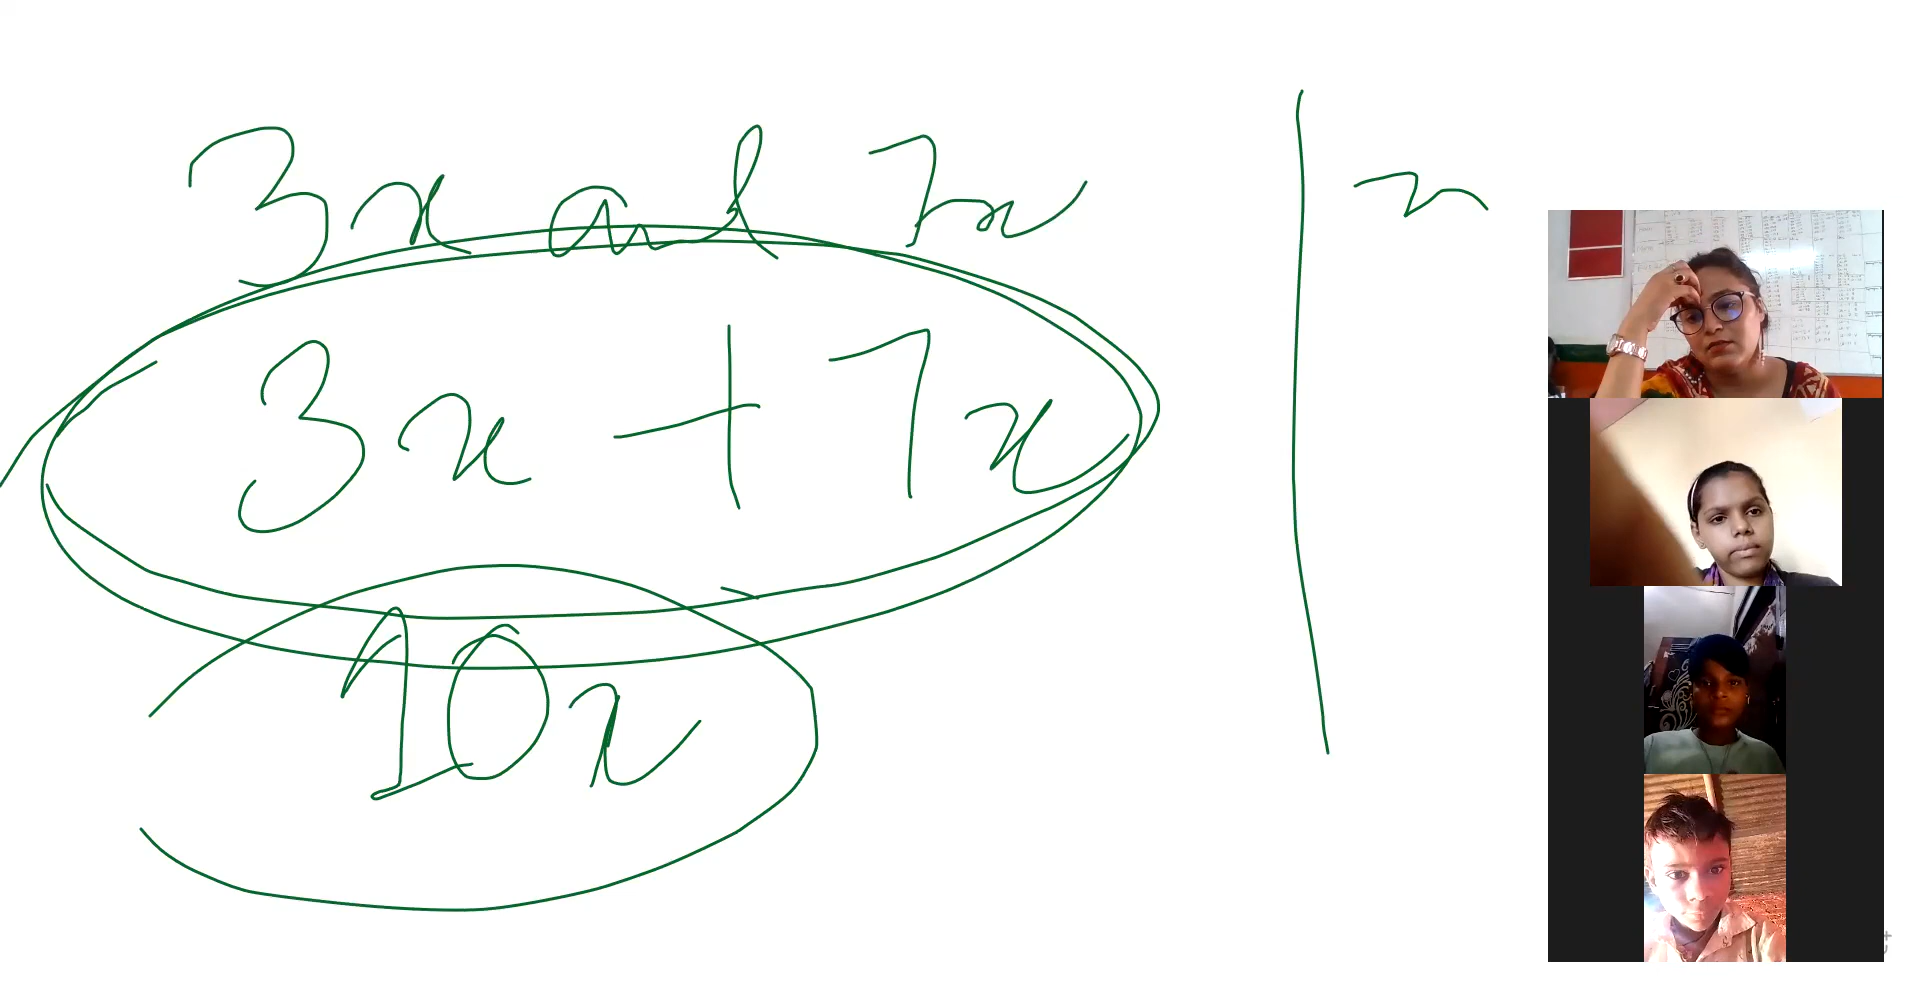 3x and 7x
3x + 7x
10x